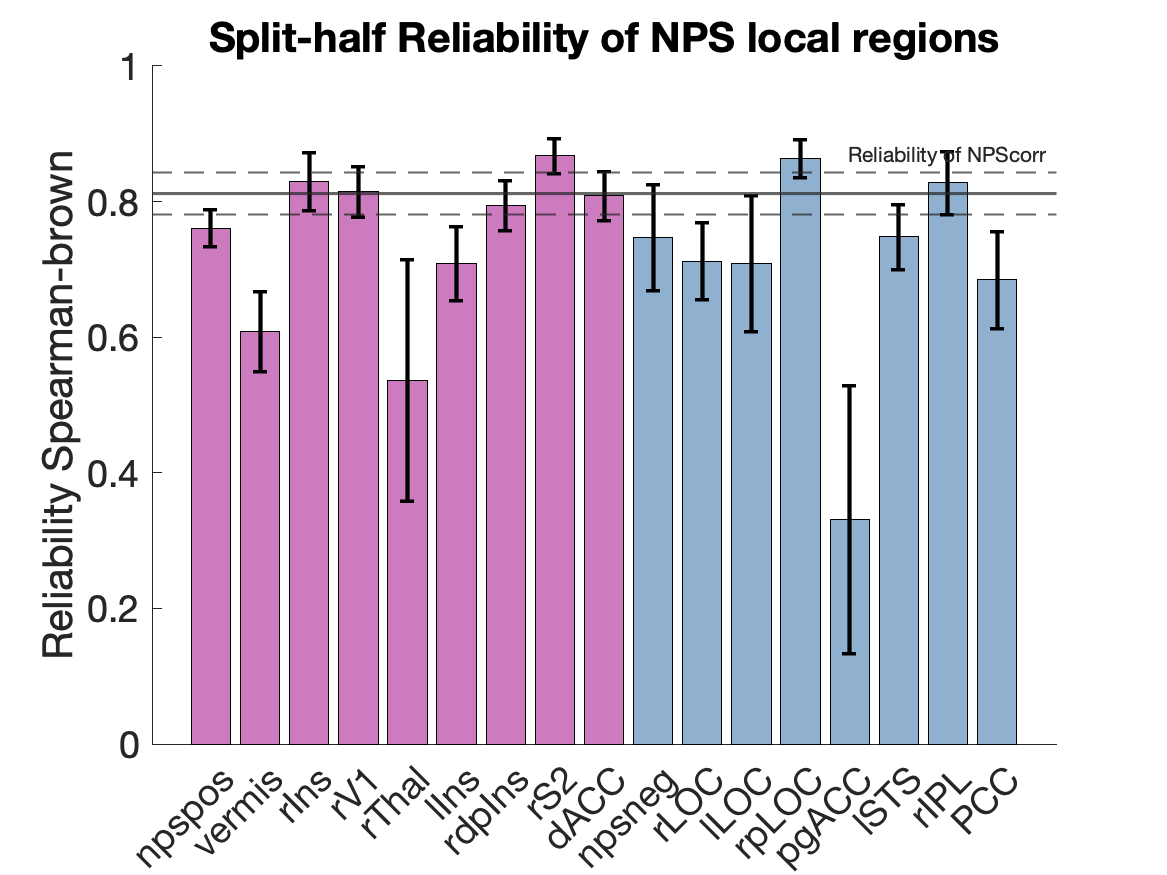 Split-half Reliability of NPS local regions
Reliability Spearman-brown
1
0.8
0.6
0.4
0.2
0
Reliability of NPScorr
npspos
vermis
rIns
rV1
rThal
lIns
rdpIns
rS2
dACC
npsneg
rLOC
lLOC
rpLOC
pgACC
lSTS
rIPL
PCC